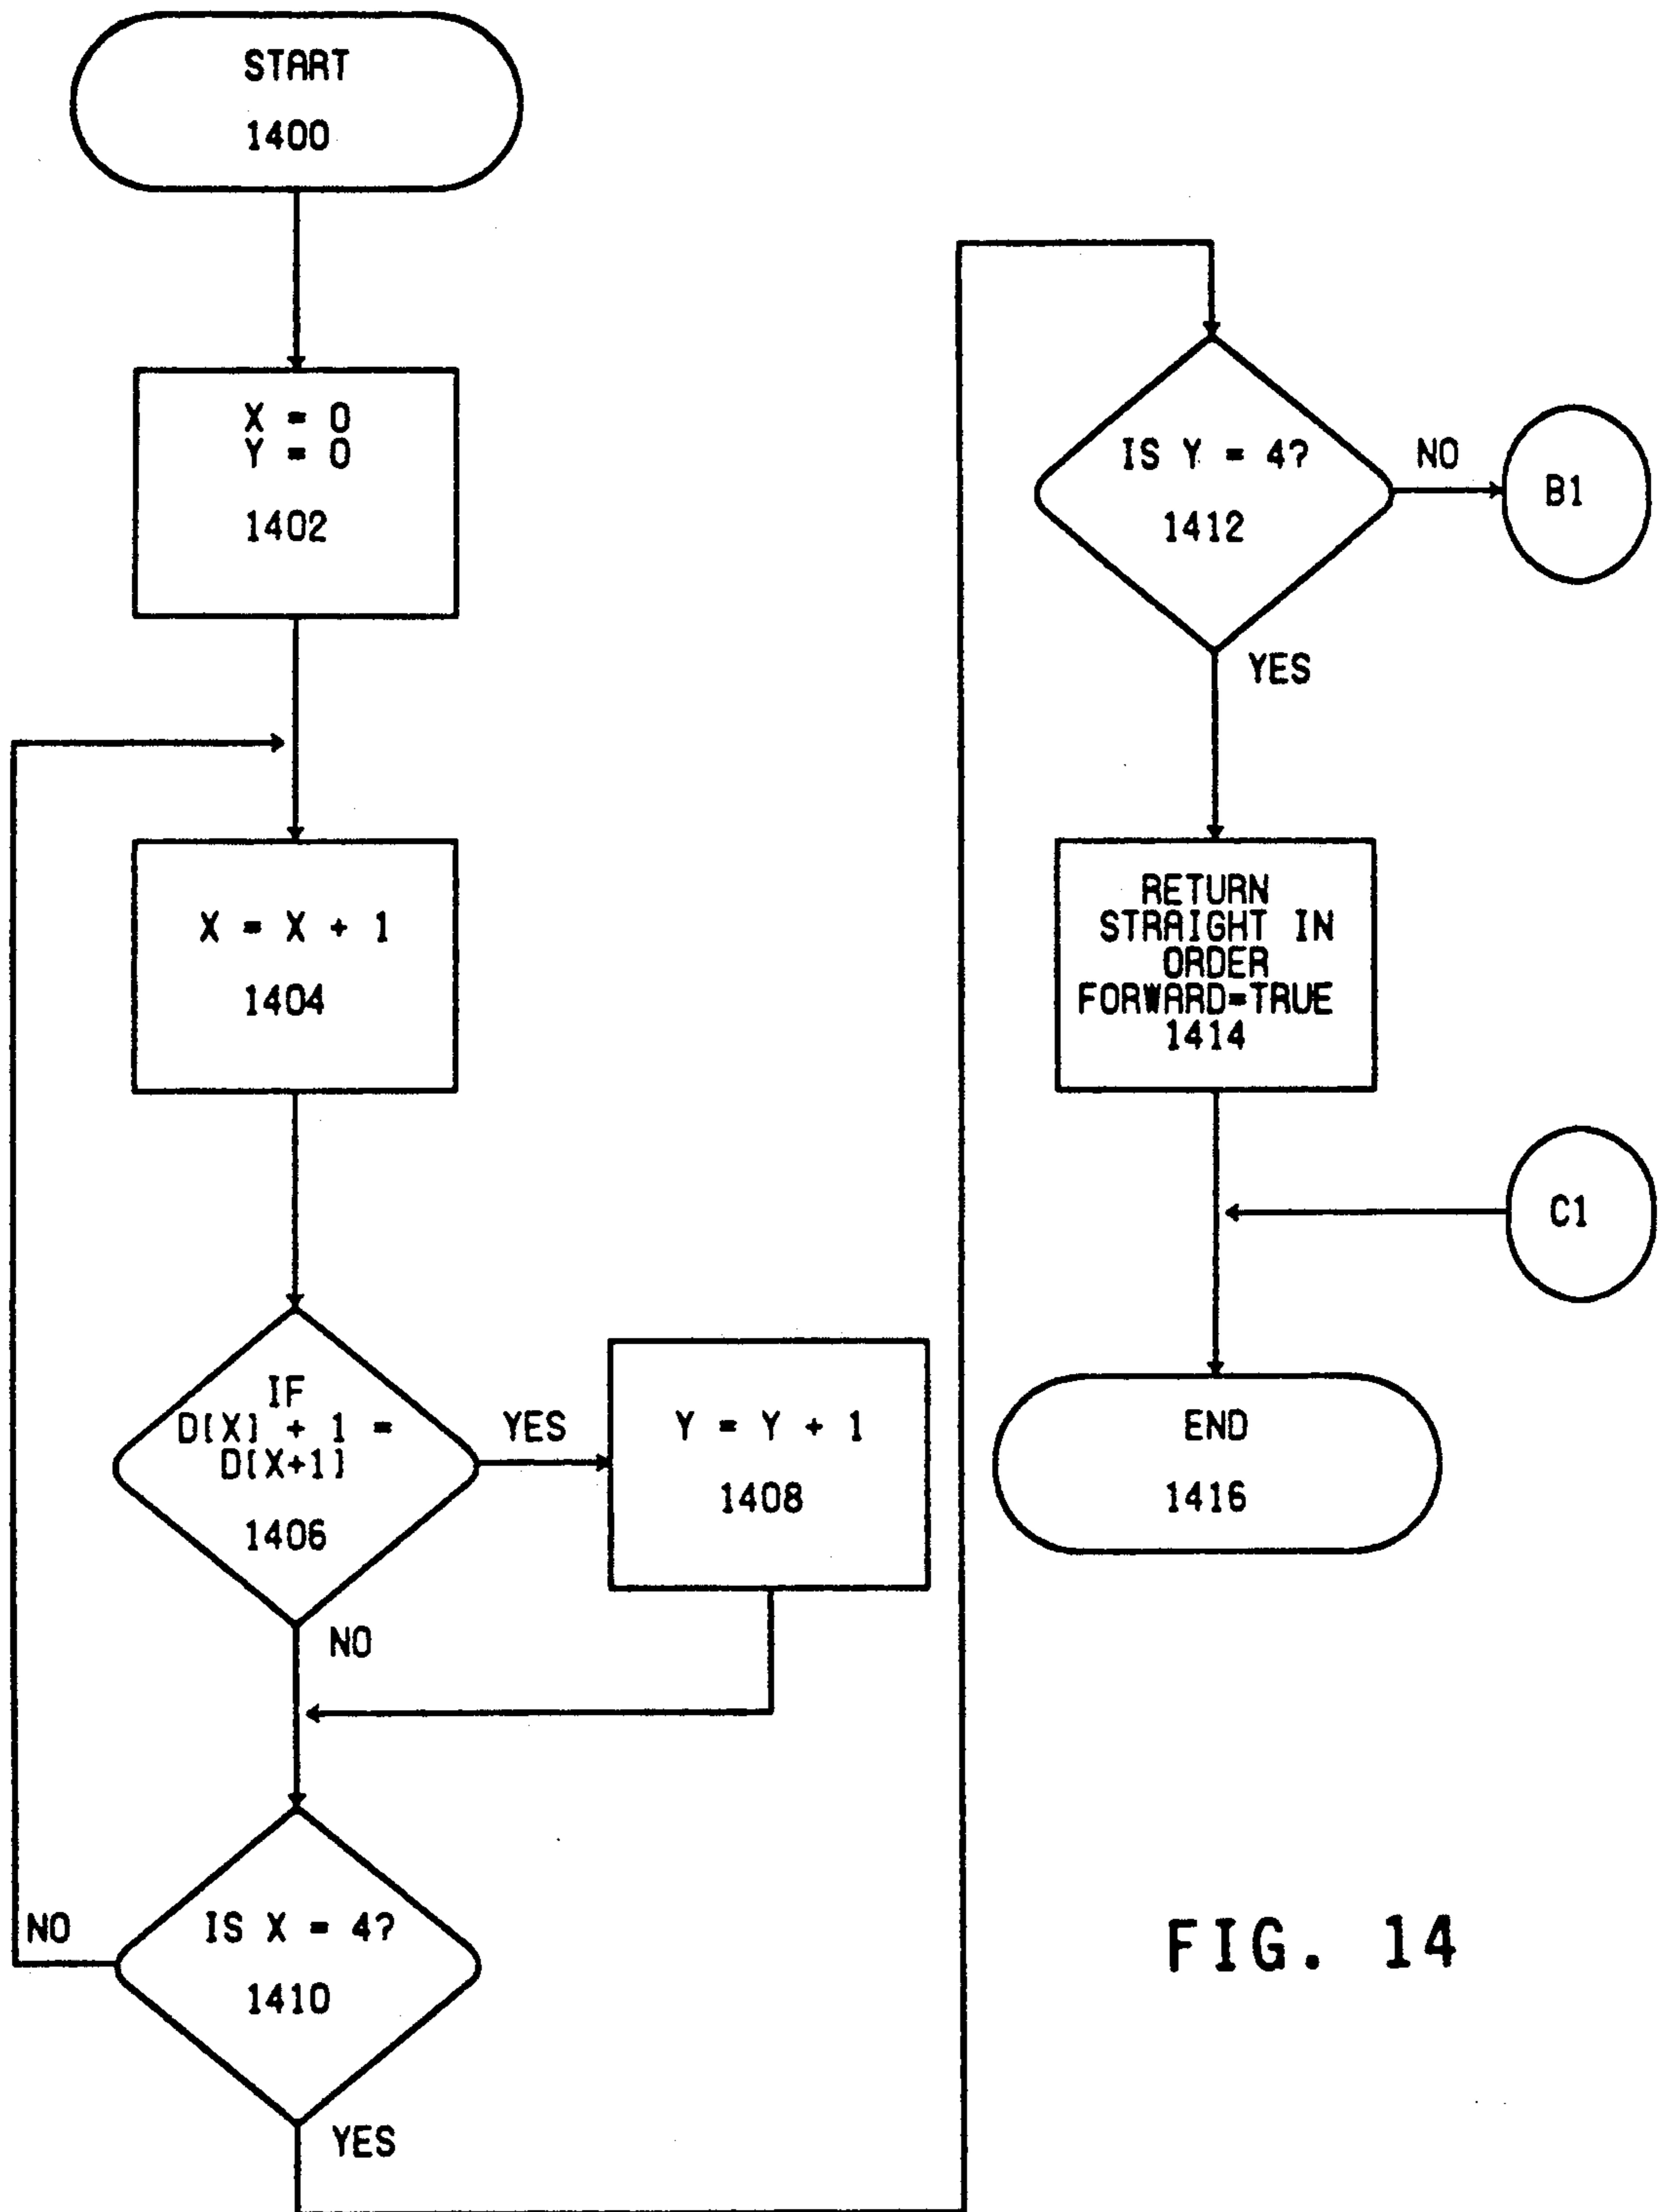 START
1400
X = 0
Y = 0
1402
X = X + 1
1404
IF
D[X] + 1 =
D[X+1]
1406
YES
Y = Y + 1
1408
NO
IS X = 4?
1410
NO
YES
IS Y = 4?
1412
NO
B1
YES
RETURN
STRAIGHT IN
ORDER
FORWARD=TRUE
1414
C1
END
1416
FIG. 14